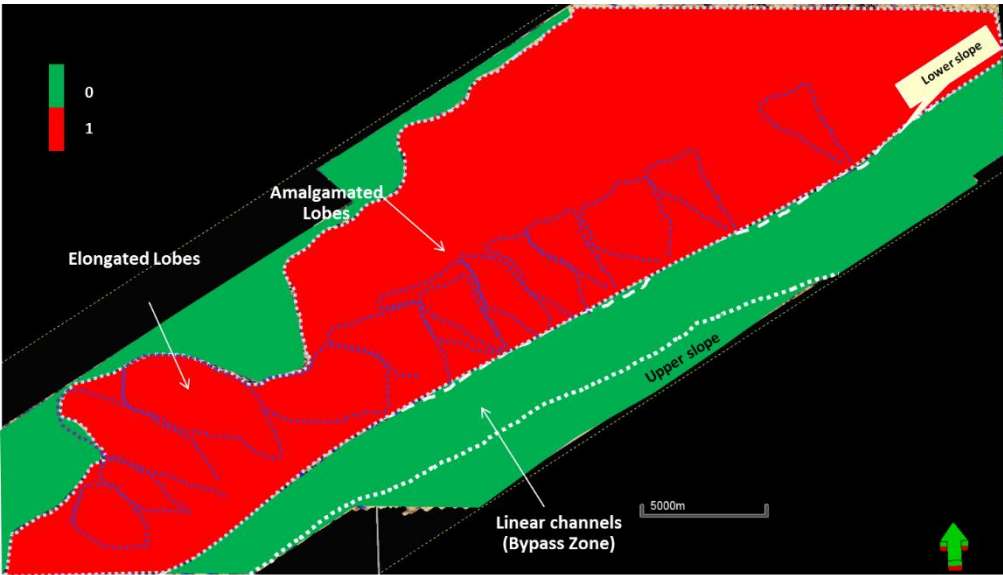 0
1
Lower slope
Amalgamated
Lobes
Elongated Lobes
Upper slope
5000m
Linear channels
(Bypass Zone)